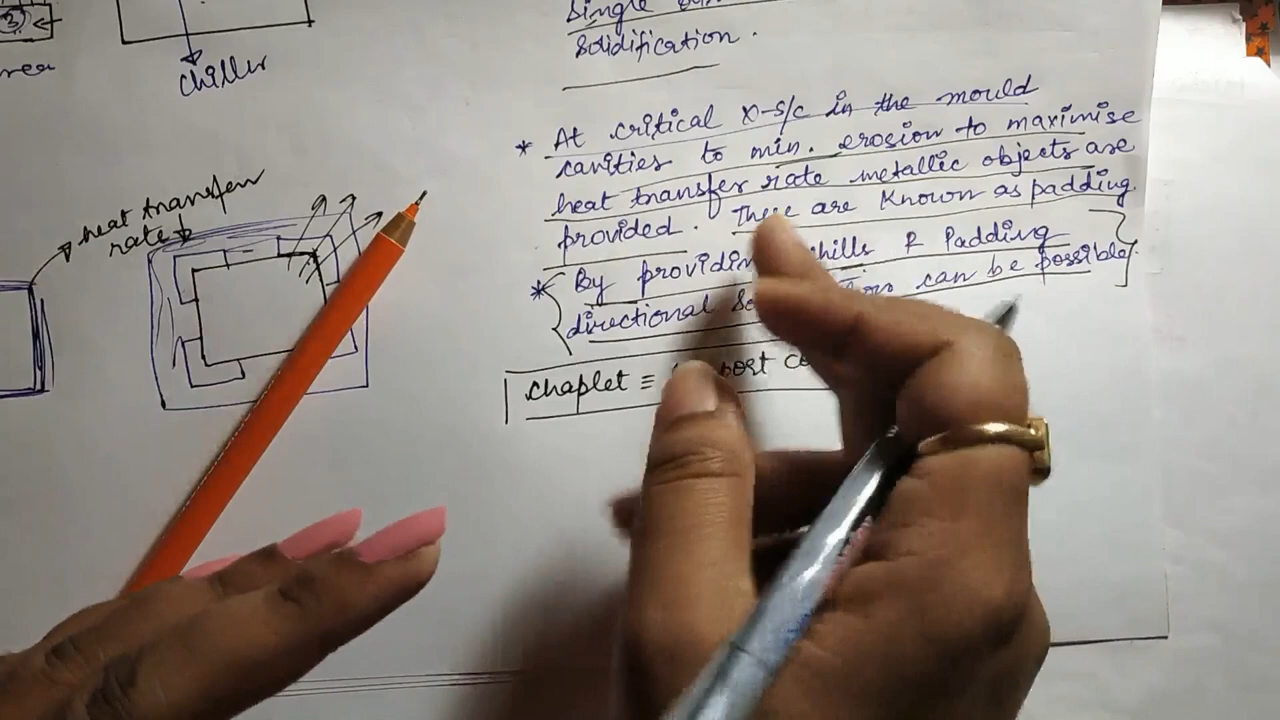 3
rea
chiller
heat transfer
rate
single
solidification.
* At critical x-s/c in the mould
cavities to min. erosion to maximise
heat transfer rate metallic objects are
provided. These are known as padding.
* By providin chills & Padding
directional can be possible.
chaplet ≡